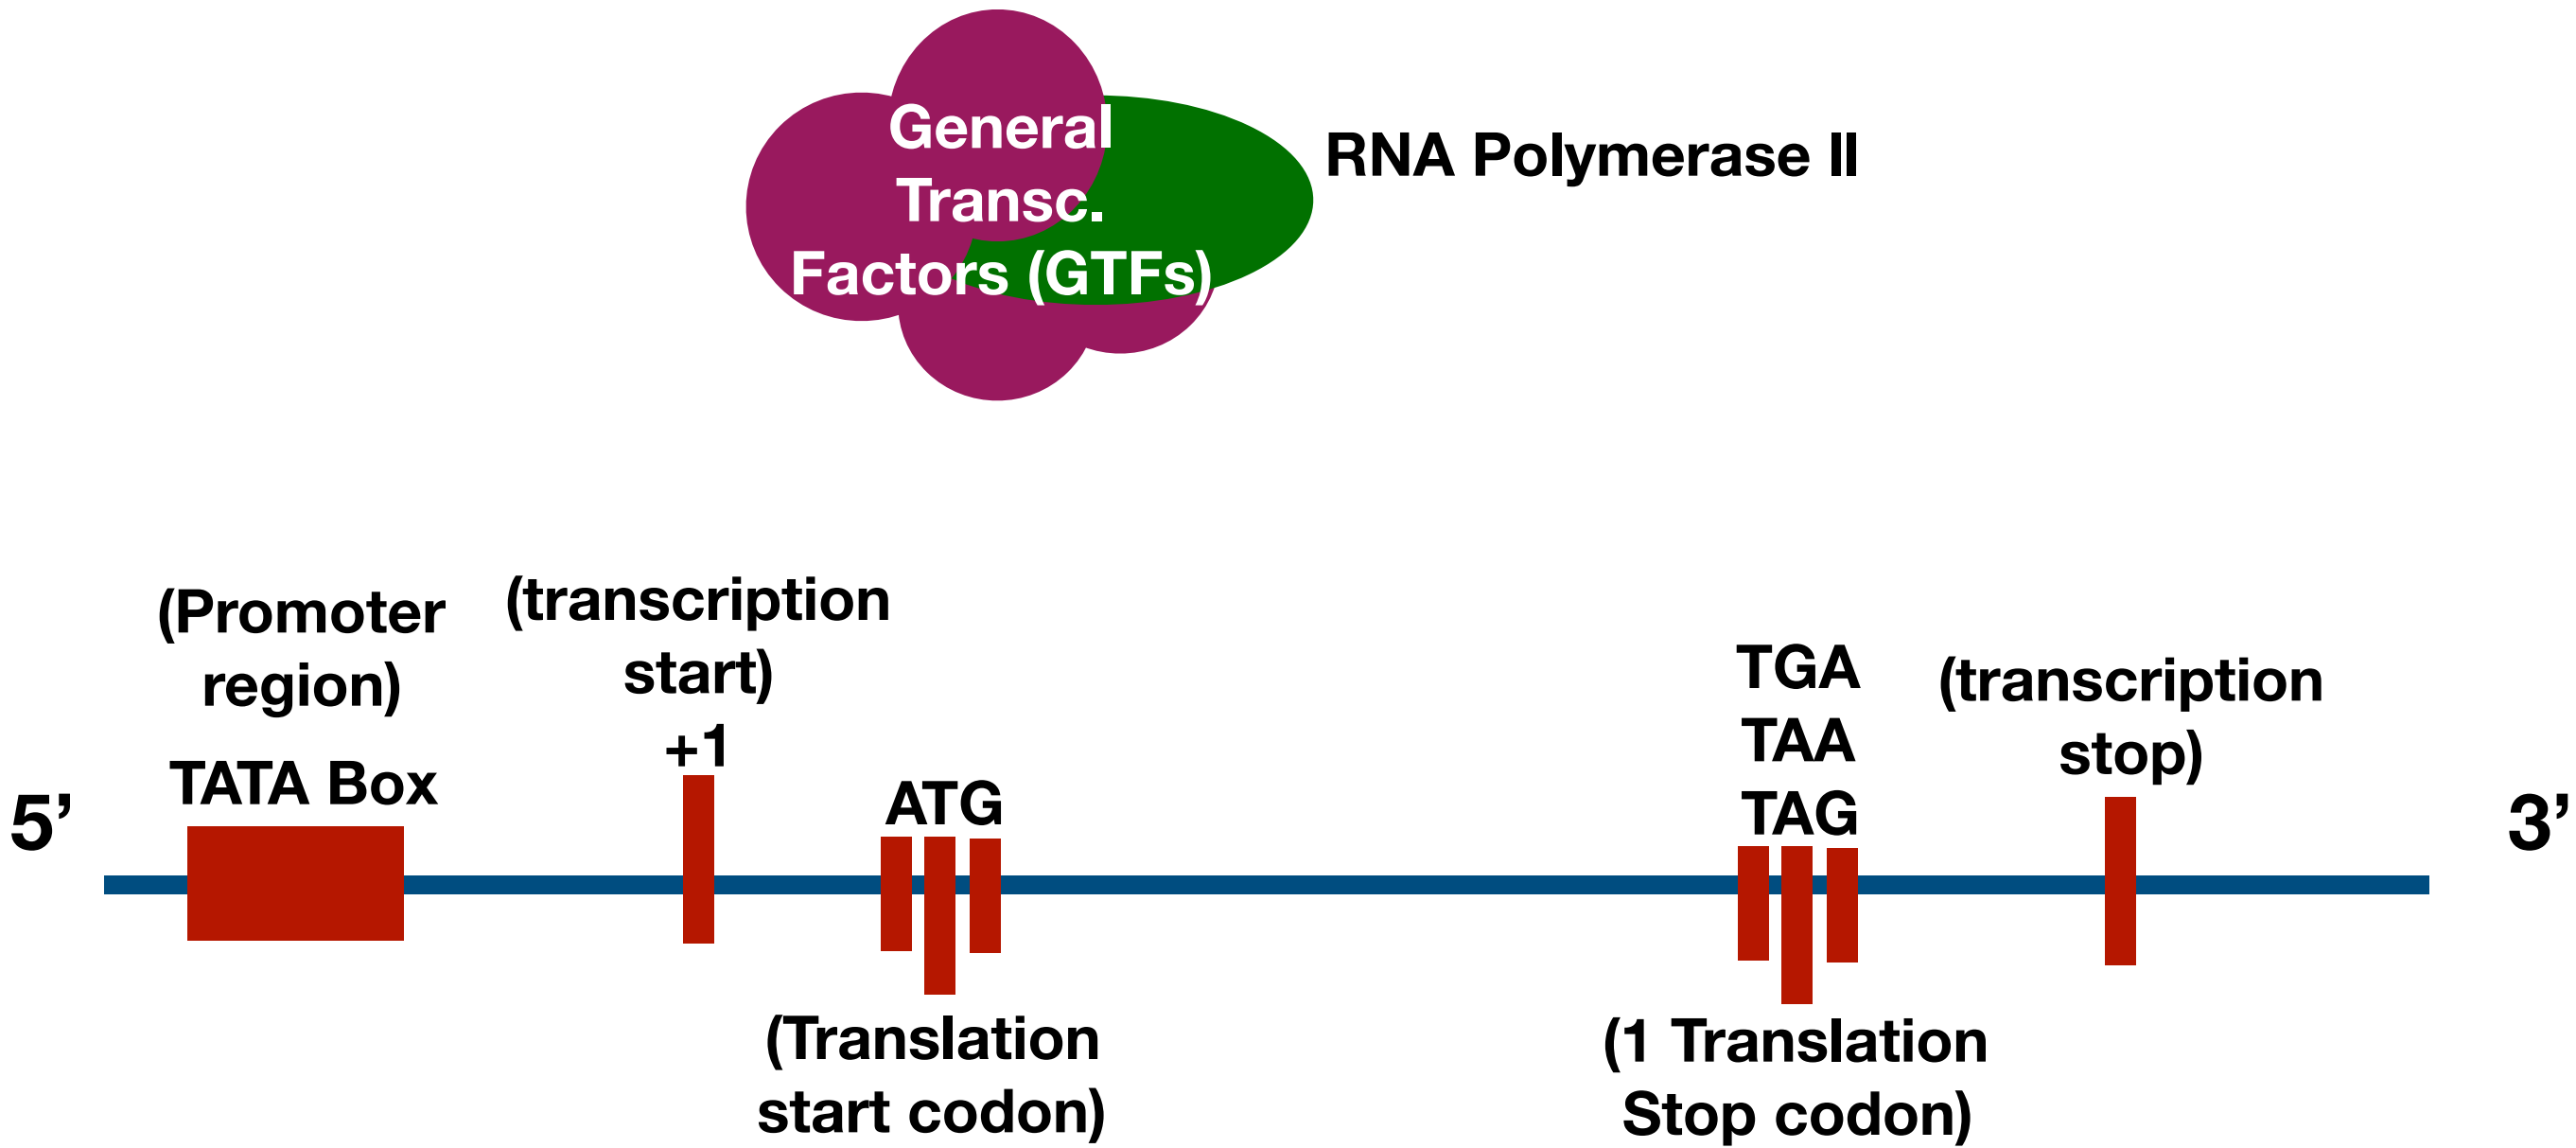 General
Transc.
Factors (GTFs)
RNA Polymerase II
(Promoter
region)
TATA Box
(transcription
start)
+1
ATG
(Translation
start codon)
TGA
TAA
TAG
(1 Translation
Stop codon)
(transcription
stop)
5’
3’